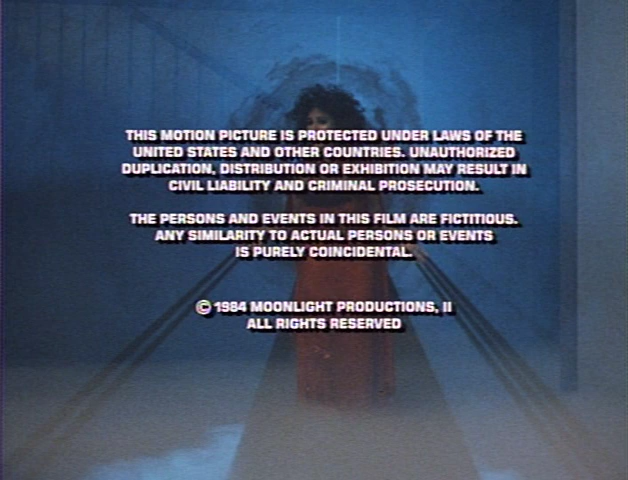 THIS MOTION PICTURE IS PROTECTED UNDER LAWS OF THE
UNITED STATES AND OTHER COUNTRIES. UNAUTHORIZED
DUPLICATION, DISTRIBUTION OR EXHIBITION MAY RESULT IN
CIVIL LIABILITY AND CRIMINAL PROSECUTION.
THE PERSONS AND EVENTS IN THIS FILM ARE FICTITIOUS.
ANY SIMILARITY TO ACTUAL PERSONS OR EVENTS
IS PURELY COINCIDENTAL.
© 1984 MOONLIGHT PRODUCTIONS, II
ALL RIGHTS RESERVED